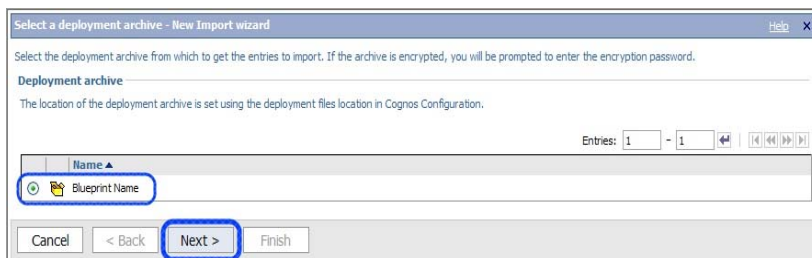 Select a deployment archive - New Import wizard Help X
Select the deployment archive from which to get the entries to import. If the archive is encrypted, you will be prompted to enter the encryption password.
Deployment archive
The location of the deployment archive is set using the deployment files location in Cognos Configuration.
Entries: 1 - 1
Name
Blueprint Name
Cancel < Back Next > Finish